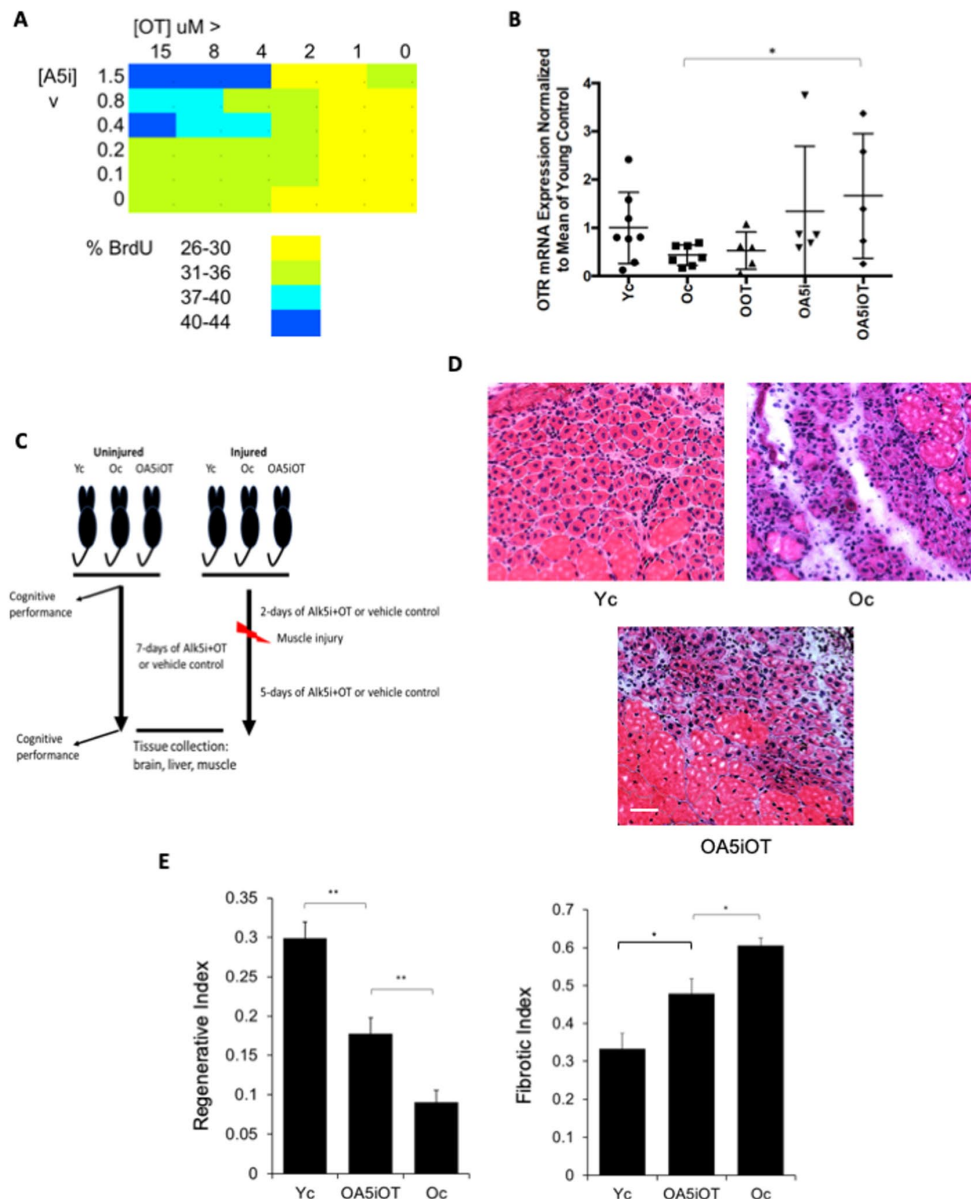 A
[OT] uM >
15 8 4 2 1 0
[A5i] 1.5
v 0.8
0.4
0.2
0.1
0
% BrdU 26-30
31-36
37-40
40-44
B
*
OTR mRNA Expression Normalized
to Mean of Young Control
4
3
2
1
0
Yc Oc OOT OA5i OA5iOT
C
Uninjured Injured
Yc Oc OA5iOT Yc Oc OA5iOT
Cognitive
performance
7-days of Alk5i+OT
or vehicle control
2-days of Alk5i+OT or vehicle control
Muscle injury
5-days of Alk5i+OT or vehicle control
Cognitive
performance
Tissue collection:
brain, liver, muscle
D
Yc Oc
OA5iOT
E
Regenerative Index
0.35
0.3
0.25
0.2
0.15
0.1
0.05
0
**
**
Yc OA5iOT Oc
Fibrotic Index
0.7
0.6
0.5
0.4
0.3
0.2
0.1
0
*
*
Yc OA5iOT Oc